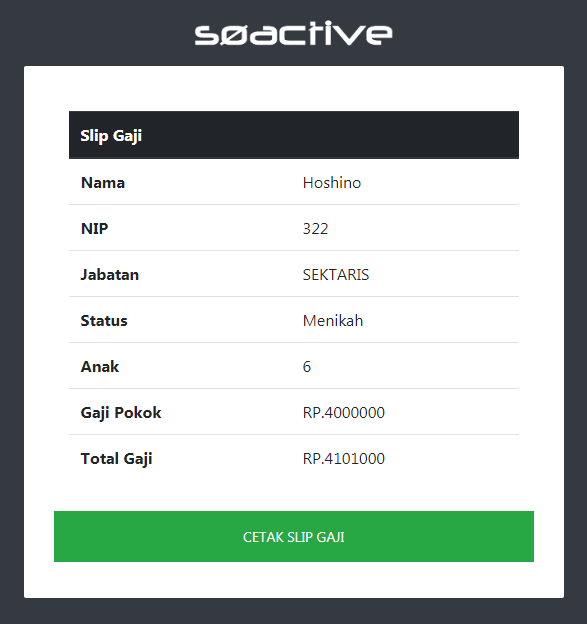 søactive
Slip Gaji
Nama Hoshino
NIP 322
Jabatan SEKTARIS
Status Menikah
Anak 6
Gaji Pokok RP.4000000
Total Gaji RP.4101000
CETAK SLIP GAJI